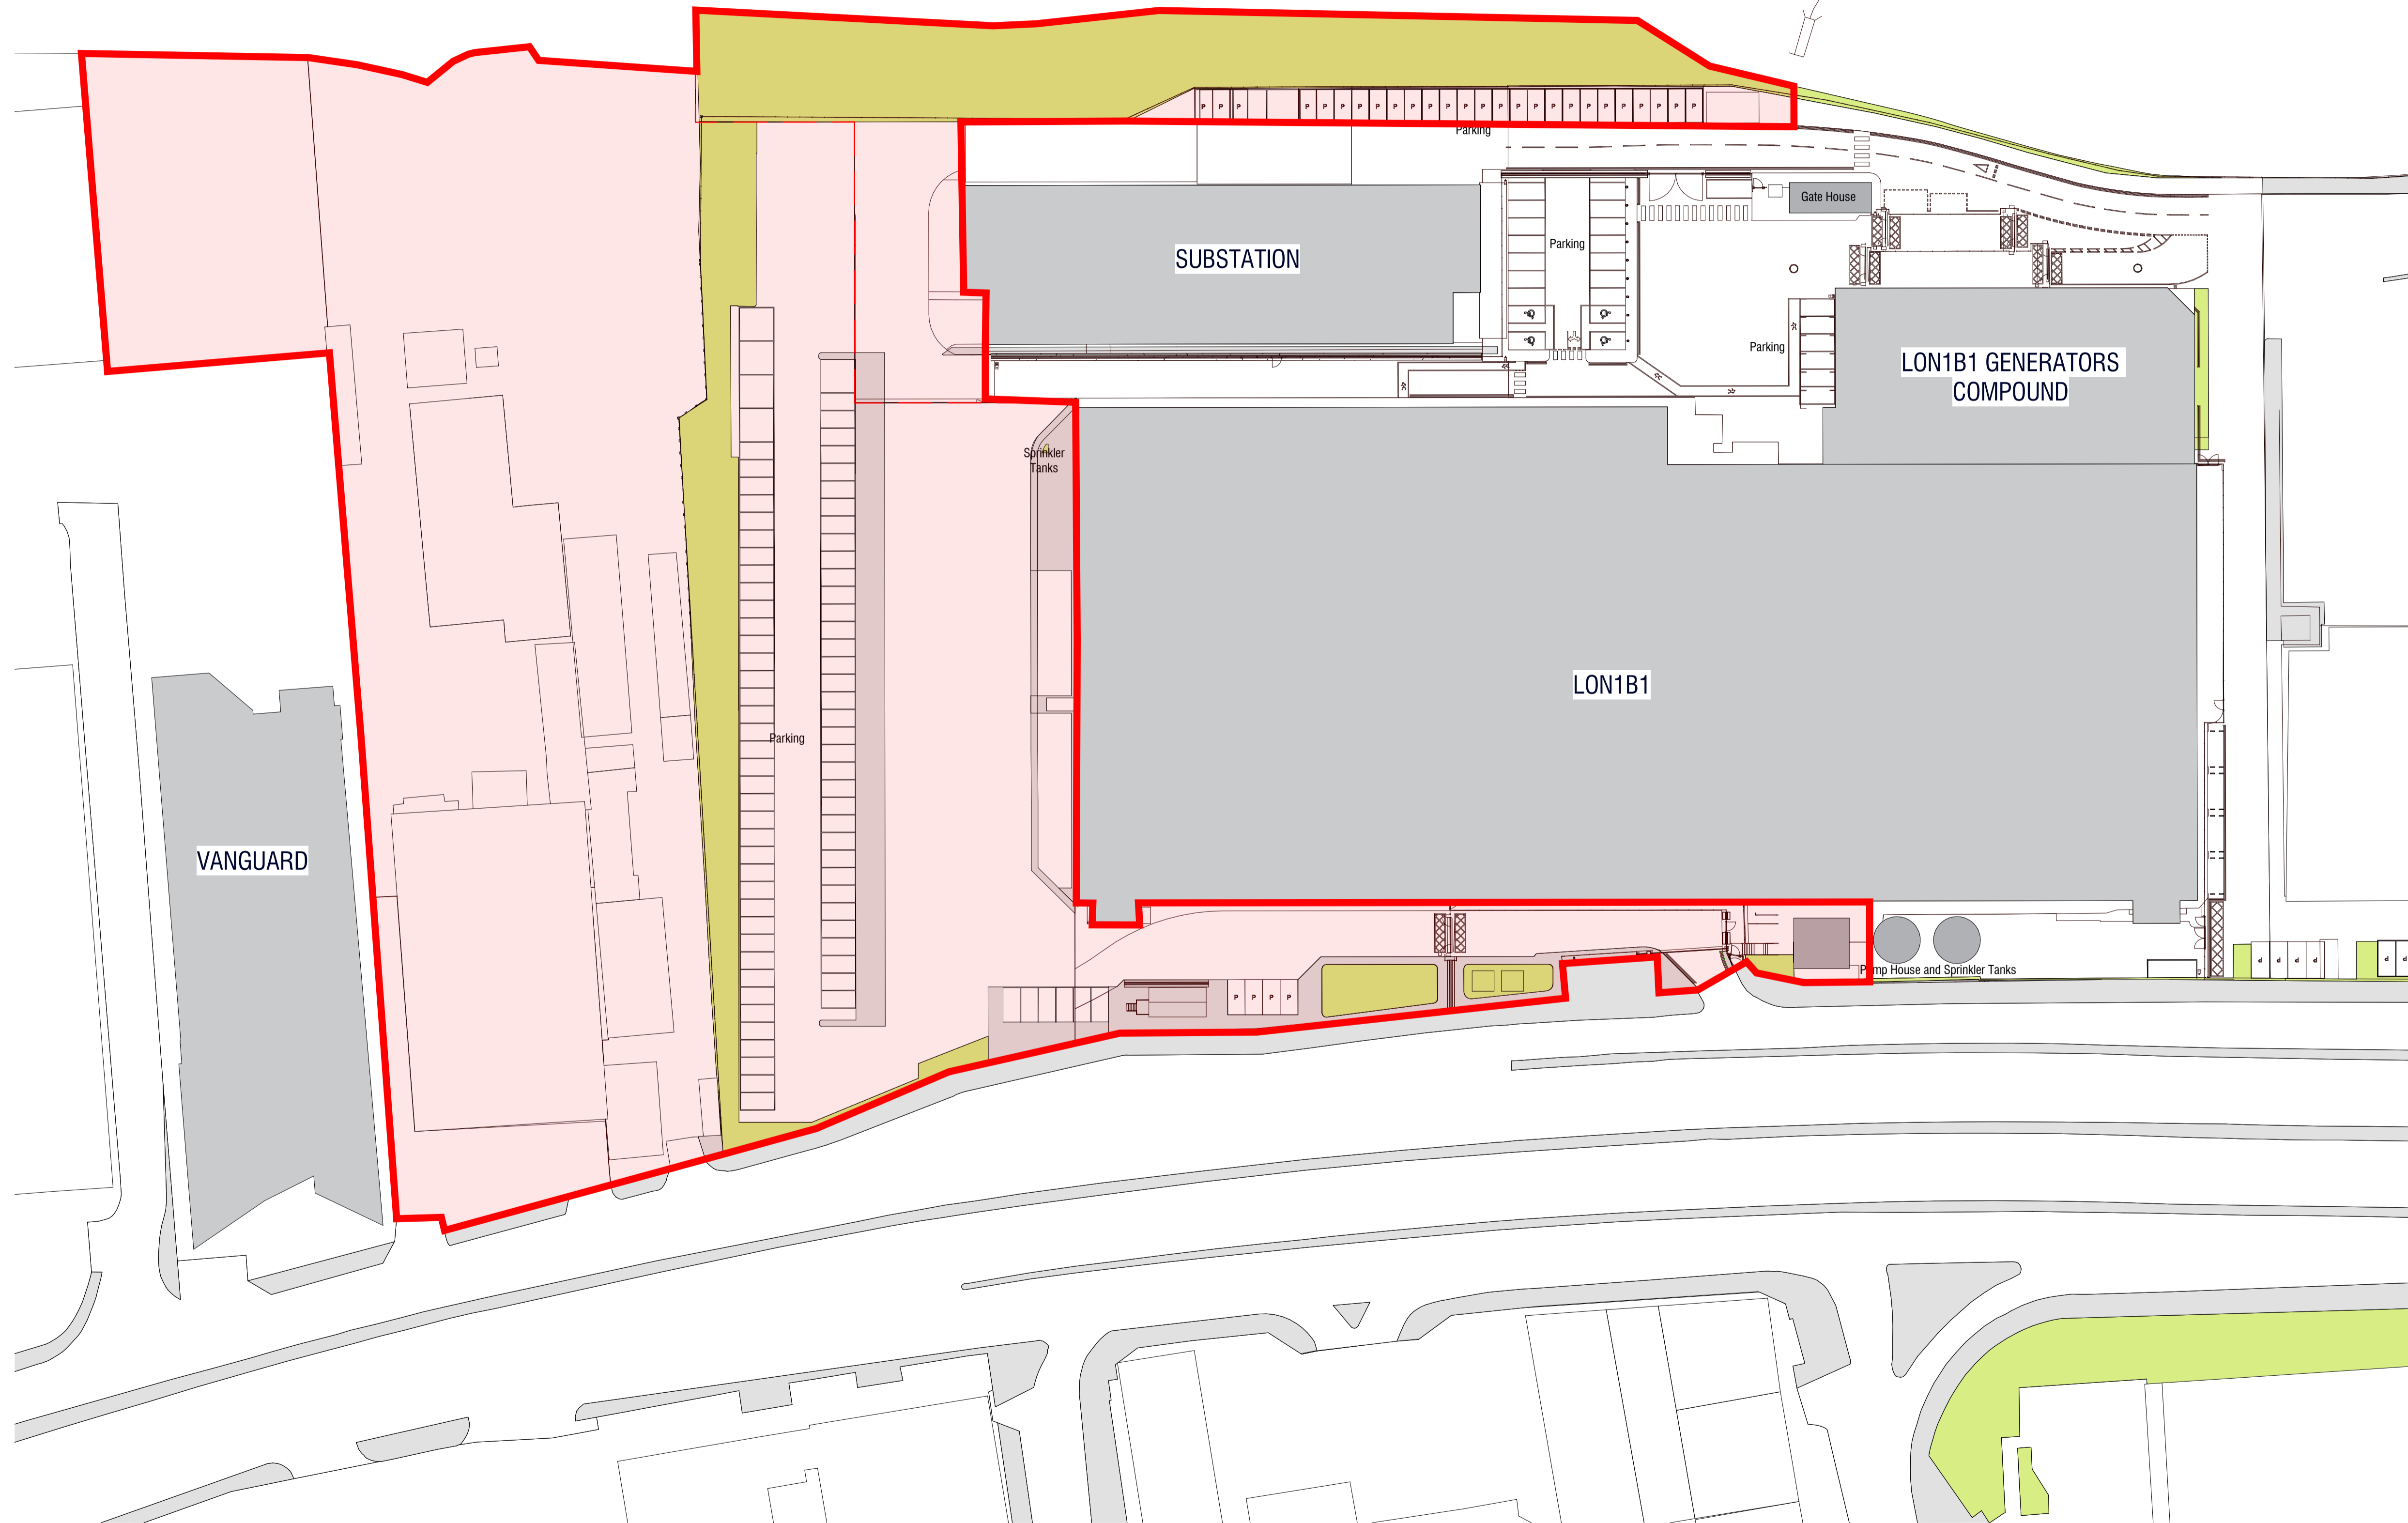 P P P P P P P P P P P P P P P P P P P P P P P P P P
Parking
Gate House
Parking
SUBSTATION
Parking
LON1B1 GENERATORS
COMPOUND
Sprinkler
Tanks
LON1B1
Parking
VANGUARD
P P P P
P P P P
P P
Pump House and Sprinkler Tanks